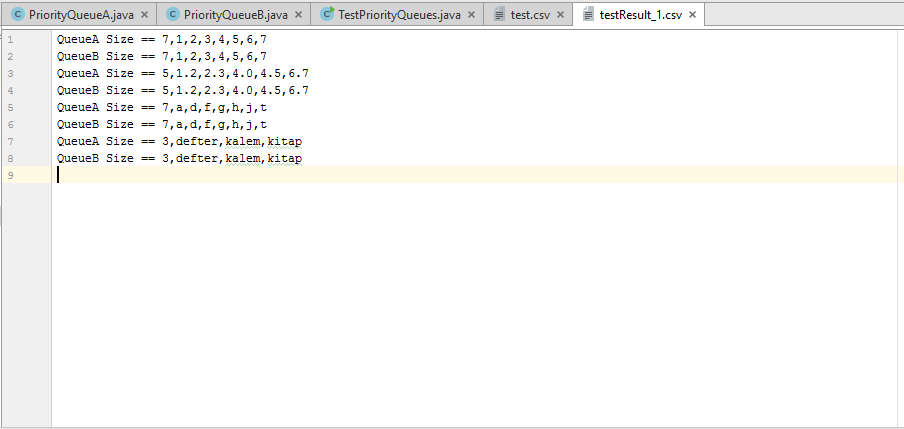 PriorityQueueA.java PriorityQueueB.java TestPriorityQueues.java test.csv testResult_1.csv
1 QueueA Size == 7,1,2,3,4,5,6,7
2 QueueB Size == 7,1,2,3,4,5,6,7
3 QueueA Size == 5,1.2,2.3,4.0,4.5,6.7
4 QueueB Size == 5,1.2,2.3,4.0,4.5,6.7
5 QueueA Size == 7,a,d,f,g,h,j,t
6 QueueB Size == 7,a,d,f,g,h,j,t
7 QueueA Size == 3,defter,kalem,kitap
8 QueueB Size == 3,defter,kalem,kitap
9